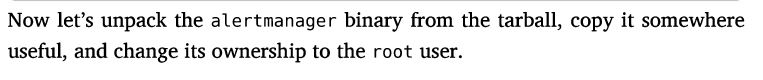 Now let’s unpack the alertmanager binary from the tarball, copy it somewhere
useful, and change its ownership to the root user.